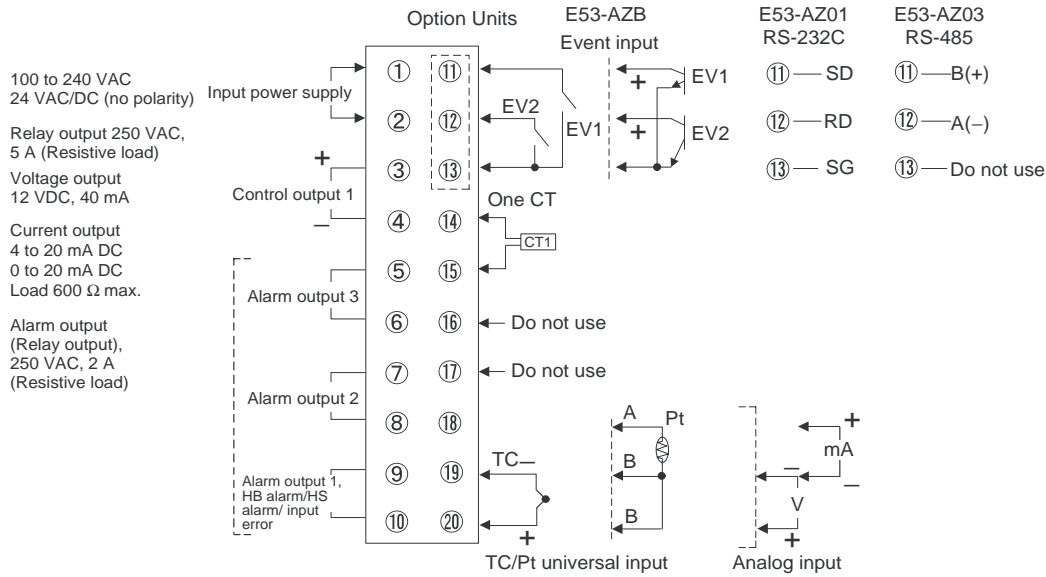 Option Units
E53-AZB
E53-AZ01
E53-AZ03
Event input
RS-232C
RS-485
100 to 240 VAC
24 VAC/DC (no polarity)
Input power supply
① ⑪
+
EV1
⑪ SD
⑪ B(+)
② ⑫
EV2
EV1
+
EV2
⑫ RD
⑫ A(−)
Relay output 250 VAC,
5 A (Resistive load)
Voltage output
12 VDC, 40 mA
+
Control output 1
−
③ ⑬
⑬ SG
⑬ Do not use
Current output
4 to 20 mA DC
0 to 20 mA DC
Load 600 Ω max.
④ ⑭
One CT
CT1
Alarm output 3
⑤ ⑮
⑥ ⑯
Do not use
Alarm output
(Relay output),
250 VAC, 2 A
(Resistive load)
Alarm output 2
⑦ ⑰
Do not use
⑧ ⑱
A
Pt
+
mA
−
Alarm output 1,
HB alarm/HS
alarm/ input
error
⑨ ⑲
TC
−
B
−
V
⑩ ⑳
+
B
+
TC/Pt universal input
Analog input